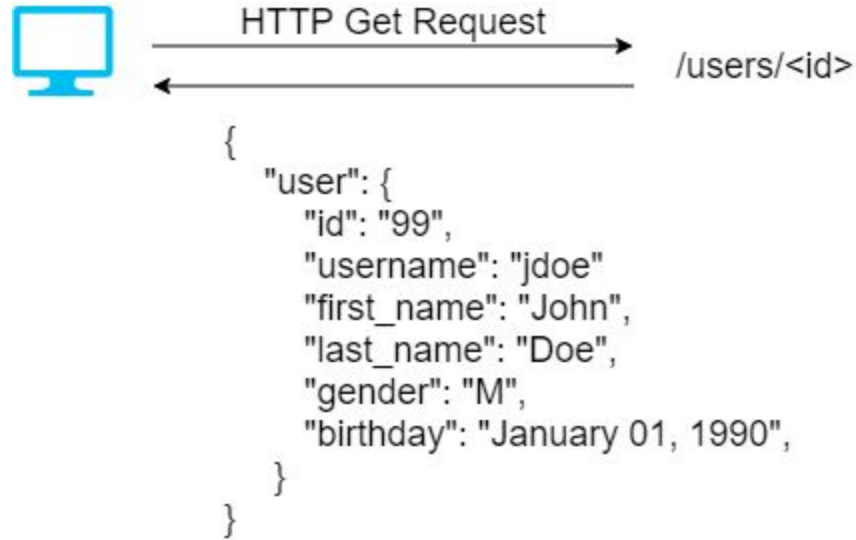 HTTP Get Request
/users/<id>
{
"user": {
"id": "99",
"username": "jdoe"
"first_name": "John",
"last_name": "Doe",
"gender": "M",
"birthday": "January 01, 1990",
}
}